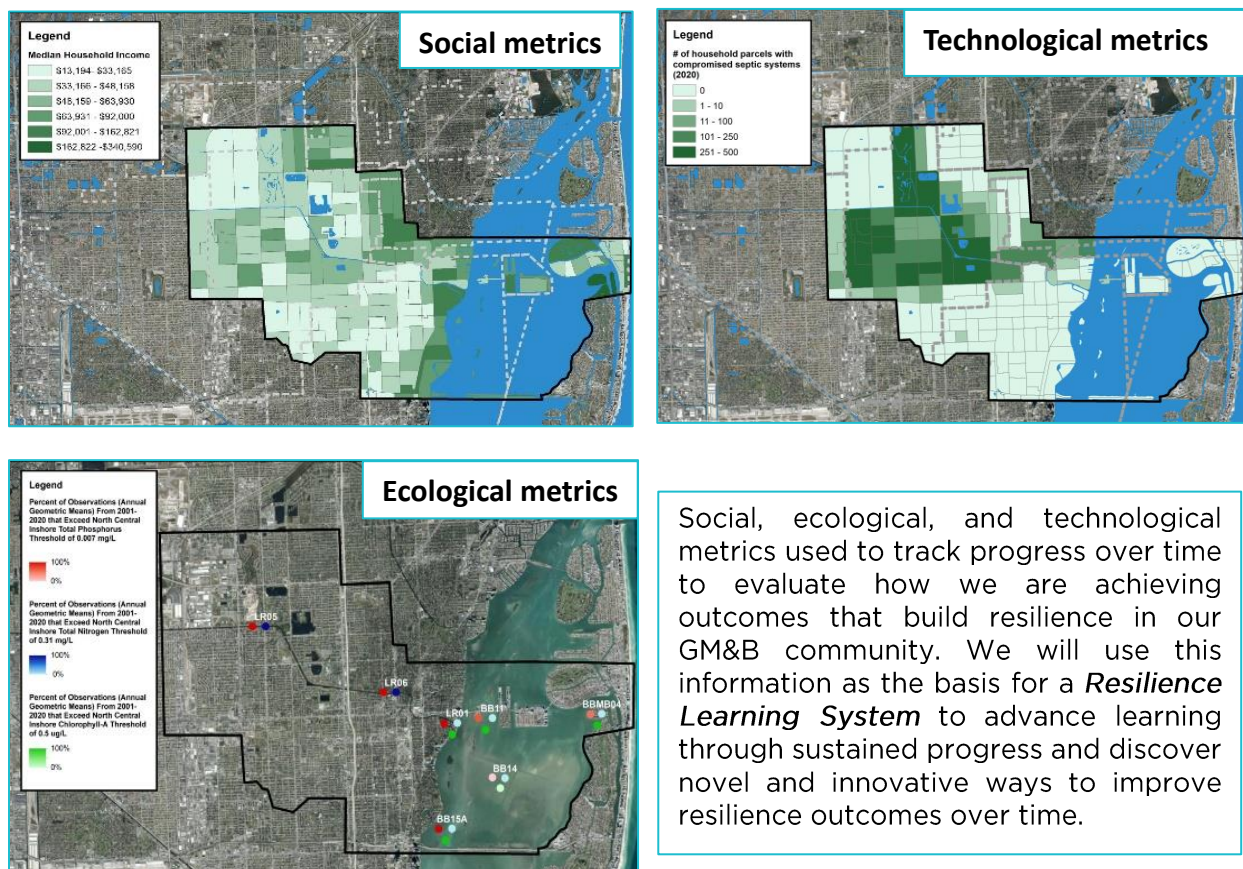 Legend
Median Household Income
$13,194- $33,165
$33,166 - $48,158
$48,159 - $63,930
$63,931 - $92,000
$92,001 - $162,821
$162,822 -$340,590
Social metrics
Legend
# of household parcels with
compromised septic systems
(2020)
0
1 - 10
11 - 100
101 - 250
251 - 500
Technological metrics
Legend
Percent of Observations (Annual
Geometric Means) From 2001-
2020 that Exceed North Central
Inshore Total Phosphorus
Threshold of 0.007 mg/L
100%
0%
Percent of Observations (Annual
Geometric Means) From 2001-
2020 that Exceed North Central
Inshore Total Nitrogen Threshold
of 0.31 mg/L
100%
0%
Percent of Observations (Annual
Geometric Means) From 2001-
2020 that Exceed North Central
Inshore Chlorophyll-A Threshold
of 0.5 ug/L
100%
0%
Ecological metrics
LR05
LR06
LR01
BB11
BBMB04
BB14
BB15A
Social, ecological, and technological
metrics used to track progress over time
to evaluate how we are achieving
outcomes that build resilience in our
GM&B community. We will use this
information as the basis for a Resilience
Learning System to advance learning
through sustained progress and discover
novel and innovative ways to improve
resilience outcomes over time.